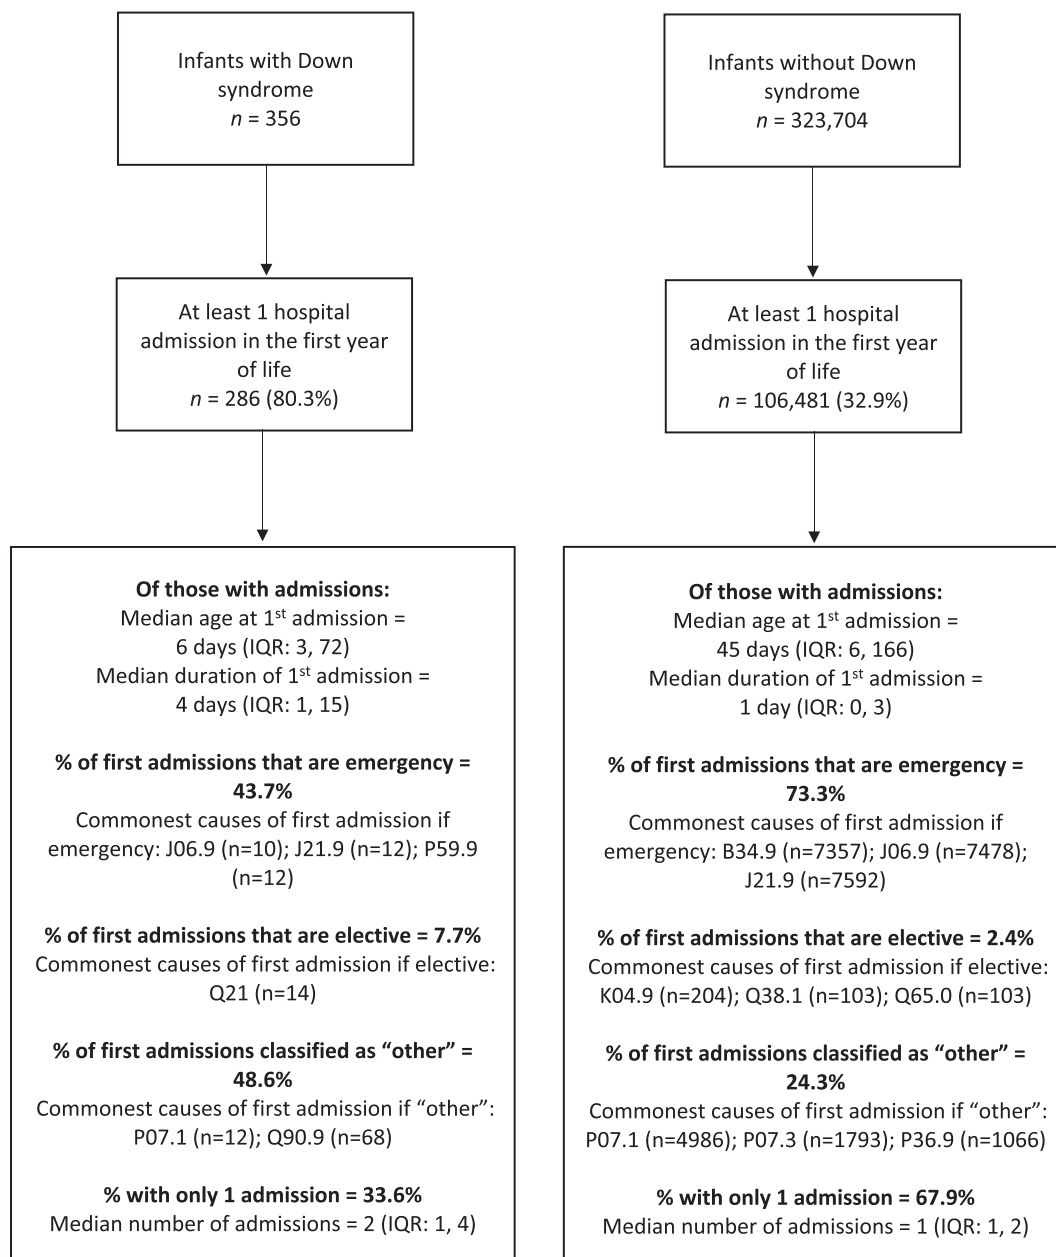 Infants with Down
syndrome
n = 356
Infants without Down
syndrome
n = 323,704
At least 1 hospital
admission in the first year
of life
n = 286 (80.3%)
At least 1 hospital
admission in the first year
of life
n = 106,481 (32.9%)
Of those with admissions:
Median age at 1st admission =
6 days (IQR: 3, 72)
Median duration of 1st admission =
4 days (IQR: 1, 15)
% of first admissions that are emergency =
43.7%
Commonest causes of first admission if
emergency: J06.9 (n=10); J21.9 (n=12); P59.9
(n=12)
% of first admissions that are elective = 7.7%
Commonest causes of first admission if elective:
Q21 (n=14)
% of first admissions classified as “other” =
48.6%
Commonest causes of first admission if “other”:
P07.1 (n=12); Q90.9 (n=68)
% with only 1 admission = 33.6%
Median number of admissions = 2 (IQR: 1, 4)
Of those with admissions:
Median age at 1st admission =
45 days (IQR: 6, 166)
Median duration of 1st admission =
1 day (IQR: 0, 3)
% of first admissions that are emergency =
73.3%
Commonest causes of first admission if
emergency: B34.9 (n=7357); J06.9 (n=7478);
J21.9 (n=7592)
% of first admissions that are elective = 2.4%
Commonest causes of first admission if elective:
K04.9 (n=204); Q38.1 (n=103); Q65.0 (n=103)
% of first admissions classified as “other” =
24.3%
Commonest causes of first admission if “other”:
P07.1 (n=4986); P07.3 (n=1793); P36.9 (n=1066)
% with only 1 admission = 67.9%
Median number of admissions = 1 (IQR: 1, 2)